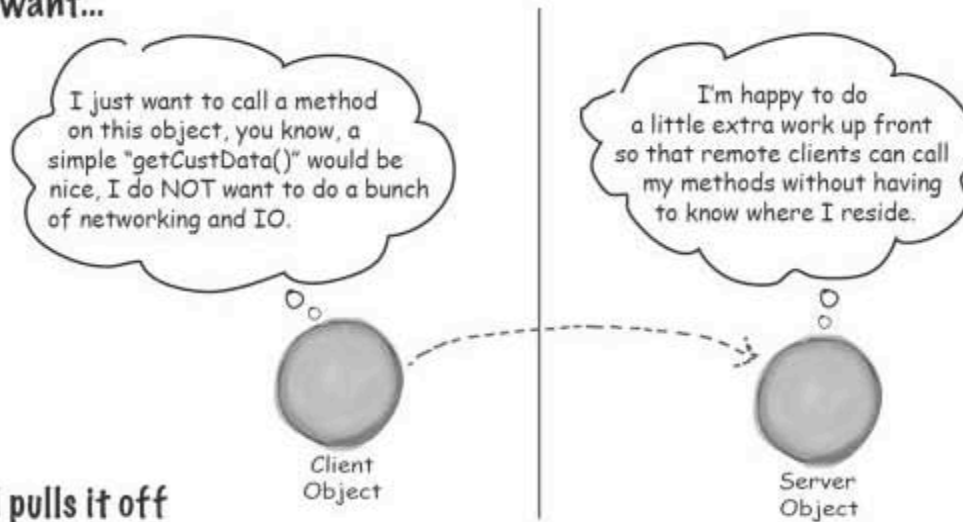 want...
I just want to call a method
on this object, you know, a
simple "getCustData()" would be
nice, I do NOT want to do a bunch
of networking and IO.
I'm happy to do
a little extra work up front
so that remote clients can call
my methods without having
to know where I reside.
Client
Object
Server
Object
pulls it off